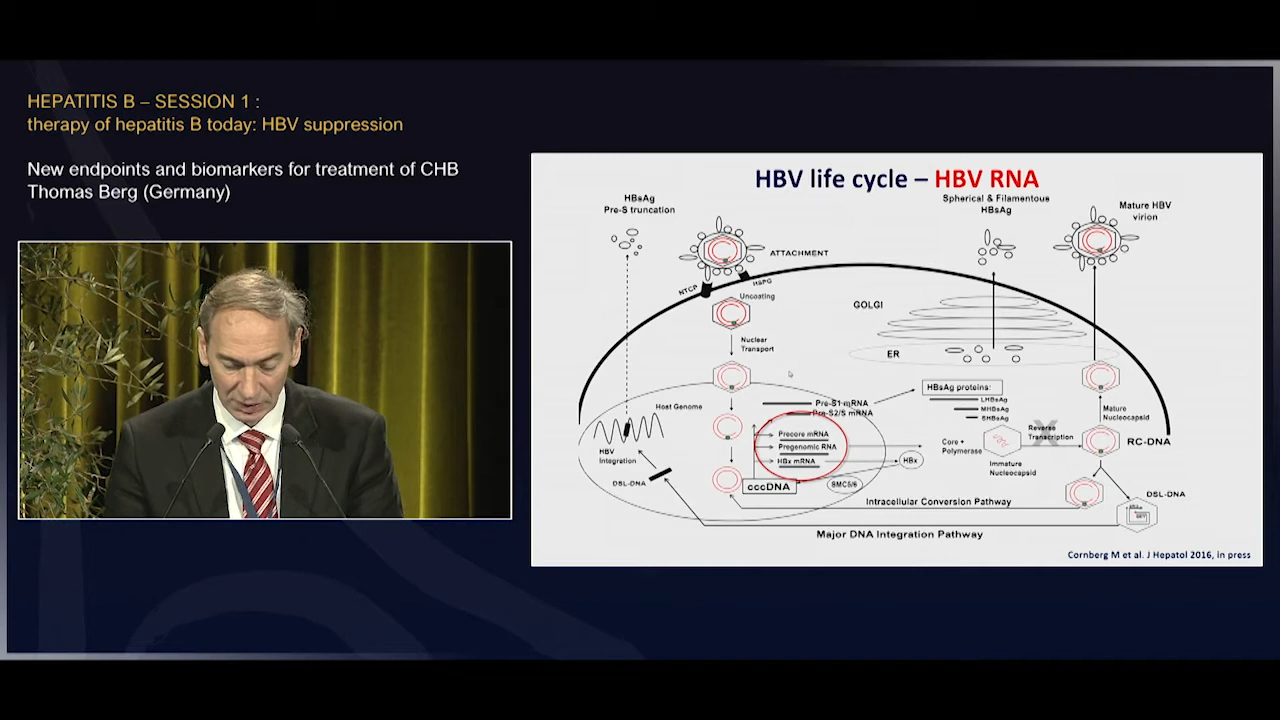 HEPATITIS B – SESSION 1 :
therapy of hepatitis B today: HBV suppression
New endpoints and biomarkers for treatment of CHB
Thomas Berg (Germany)
HBV life cycle – HBV RNA
HBsAg
Pre-S truncation
Spherical & Filamentous
HBsAg
Mature HBV
virion
ATTACHMENT
NTCP
HSPG
Uncoating
GOLGI
Nuclear
Transport
ER
HBsAg proteins:
LHBsAg
MHBsAg
SHBsAg
Pre-S1 mRNA
Pre-S2/S mRNA
Host Genome
Mature
Nucleocapsid
Precore mRNA
Pregenomic RNA
HBx mRNA
Reverse
Transcription
X
RC-DNA
Core +
Polymerase
HBV
Integration
HBx
Immature
Nucleocapsid
DSL-DNA
cccDNA
SMC5/6
DSL-DNA
Intracellular Conversion Pathway
Major DNA Integration Pathway
Cornberg M et al. J Hepatol 2016, in press